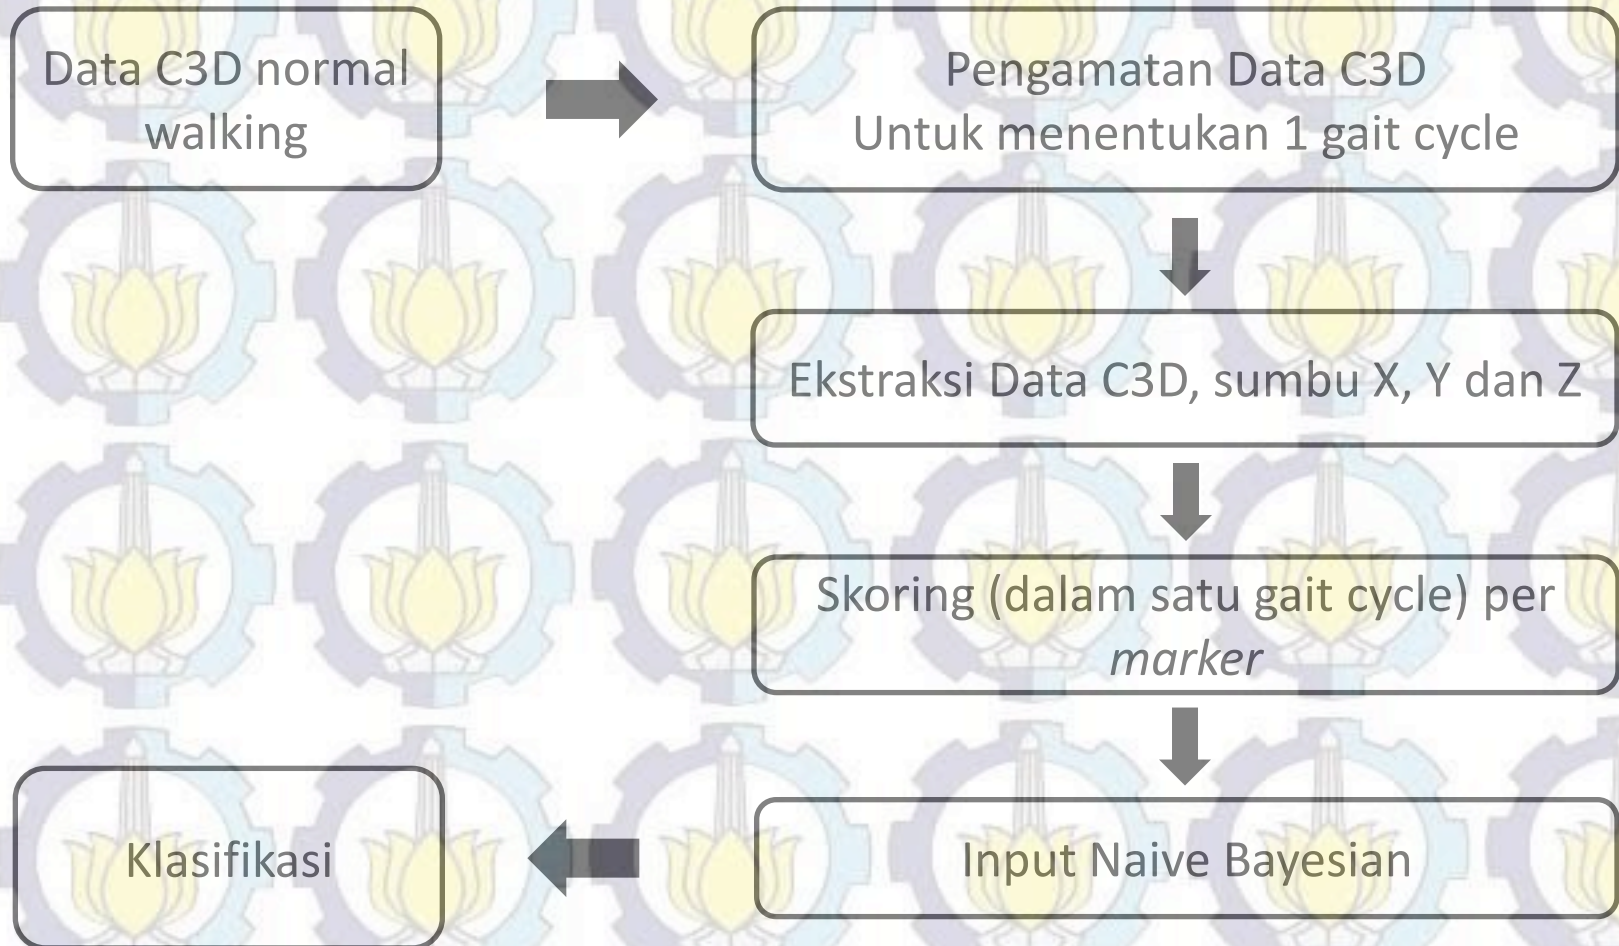 Data C3D normal
walking
Pengamatan Data C3D
Untuk menentukan 1 gait cycle
Ekstraksi Data C3D, sumbu X, Y dan Z
Skoring (dalam satu gait cycle) per
marker
Input Naive Bayesian
Klasifikasi